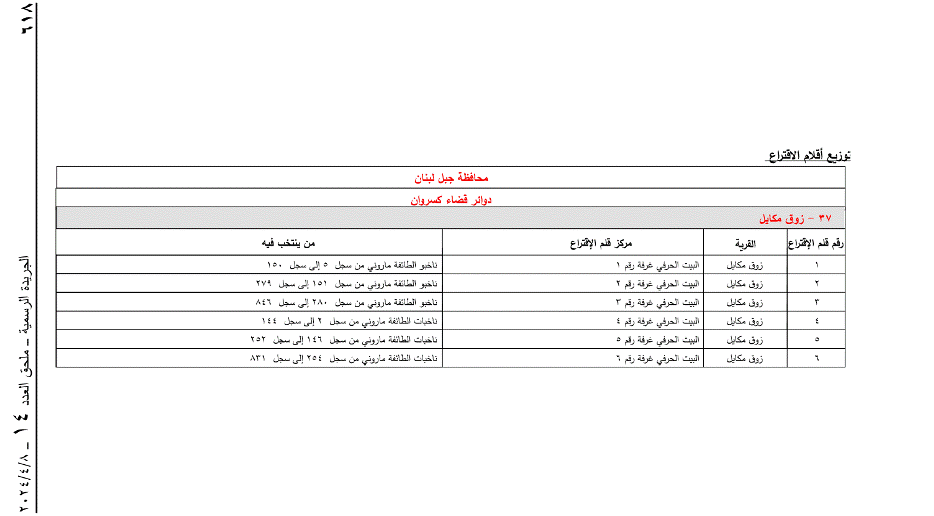 ٦١٨
الجريدة الرسمية – ملحق العدد ١٤ – ٢٠٢٤/٤/٨
توزيع أقلام الاقتراع
محافظة جبل لبنان
دوائر قضاء كسروان
٣٧ - زوق مكايل
رقم قلم الإقتراع القرية مركز قلم الإقتراع من ينتخب فيه
١ زوق مكايل البيت الحرفي غرفة رقم ١ ناخبو الطائفة ماروني من سجل ٥ إلى سجل ١٥٠
٢ زوق مكايل البيت الحرفي غرفة رقم ٢ ناخبو الطائفة ماروني من سجل ١٥١ إلى سجل ٢٧٩
٣ زوق مكايل البيت الحرفي غرفة رقم ٣ ناخبو الطائفة ماروني من سجل ٢٨٠ إلى سجل ٨٤٦
٤ زوق مكايل البيت الحرفي غرفة رقم ٤ ناخبات الطائفة ماروني من سجل ٢ إلى سجل ١٤٤
٥ زوق مكايل البيت الحرفي غرفة رقم ٥ ناخبات الطائفة ماروني من سجل ١٤٦ إلى سجل ٢٥٢
٦ زوق مكايل البيت الحرفي غرفة رقم ٦ ناخبات الطائفة ماروني من سجل ٢٥٤ إلى سجل ٨٣١